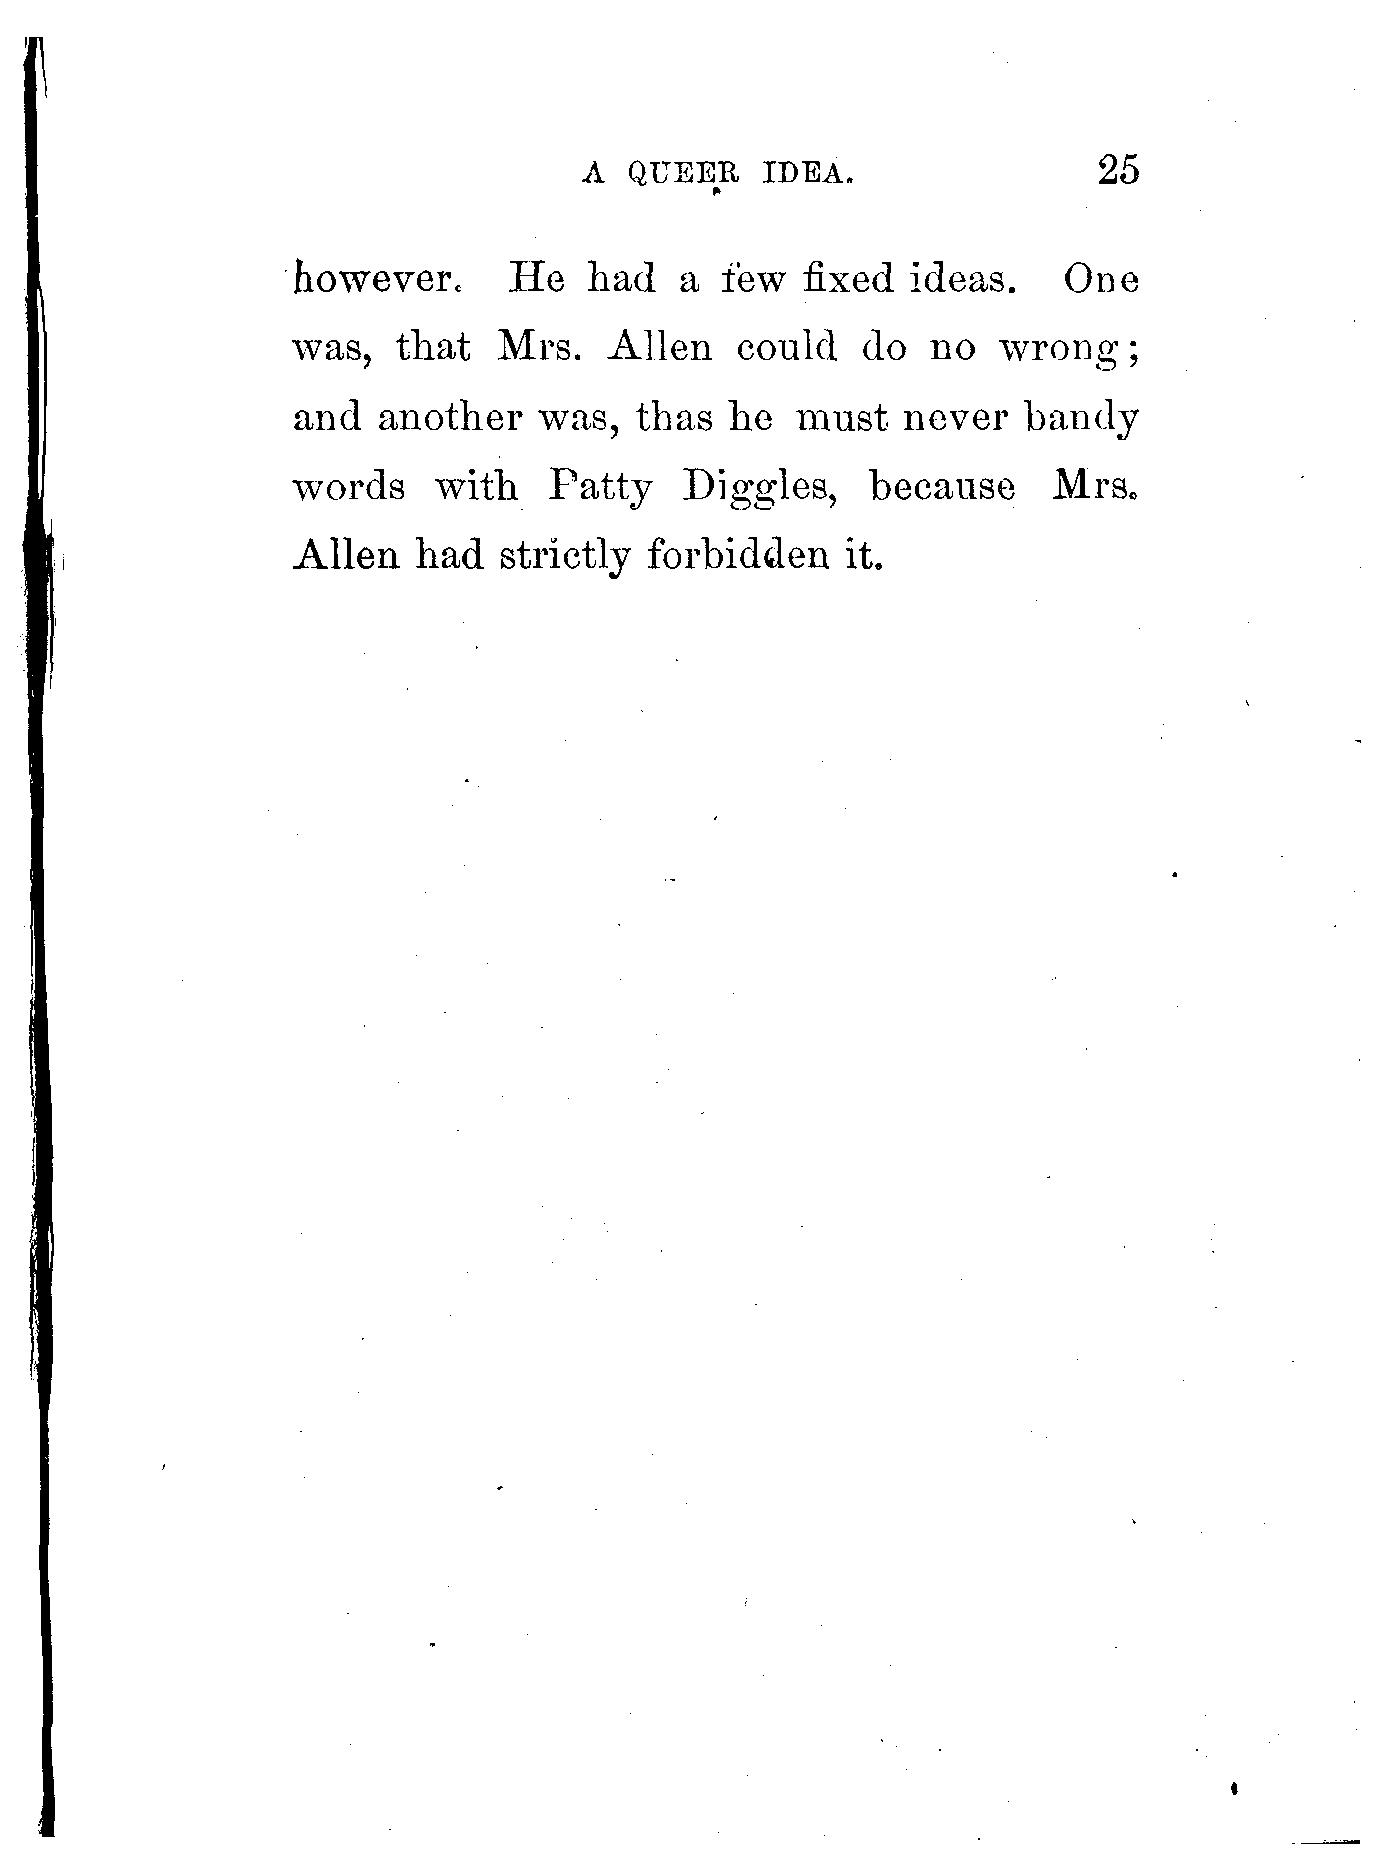 A QUEER IDEA. 25
however. He had a few fixed ideas. One
was, that Mrs. Allen could do no wrong;
and another was, thas he must never bandy
words with Patty Diggles, because Mrs.
Allen had strictly forbidden it.